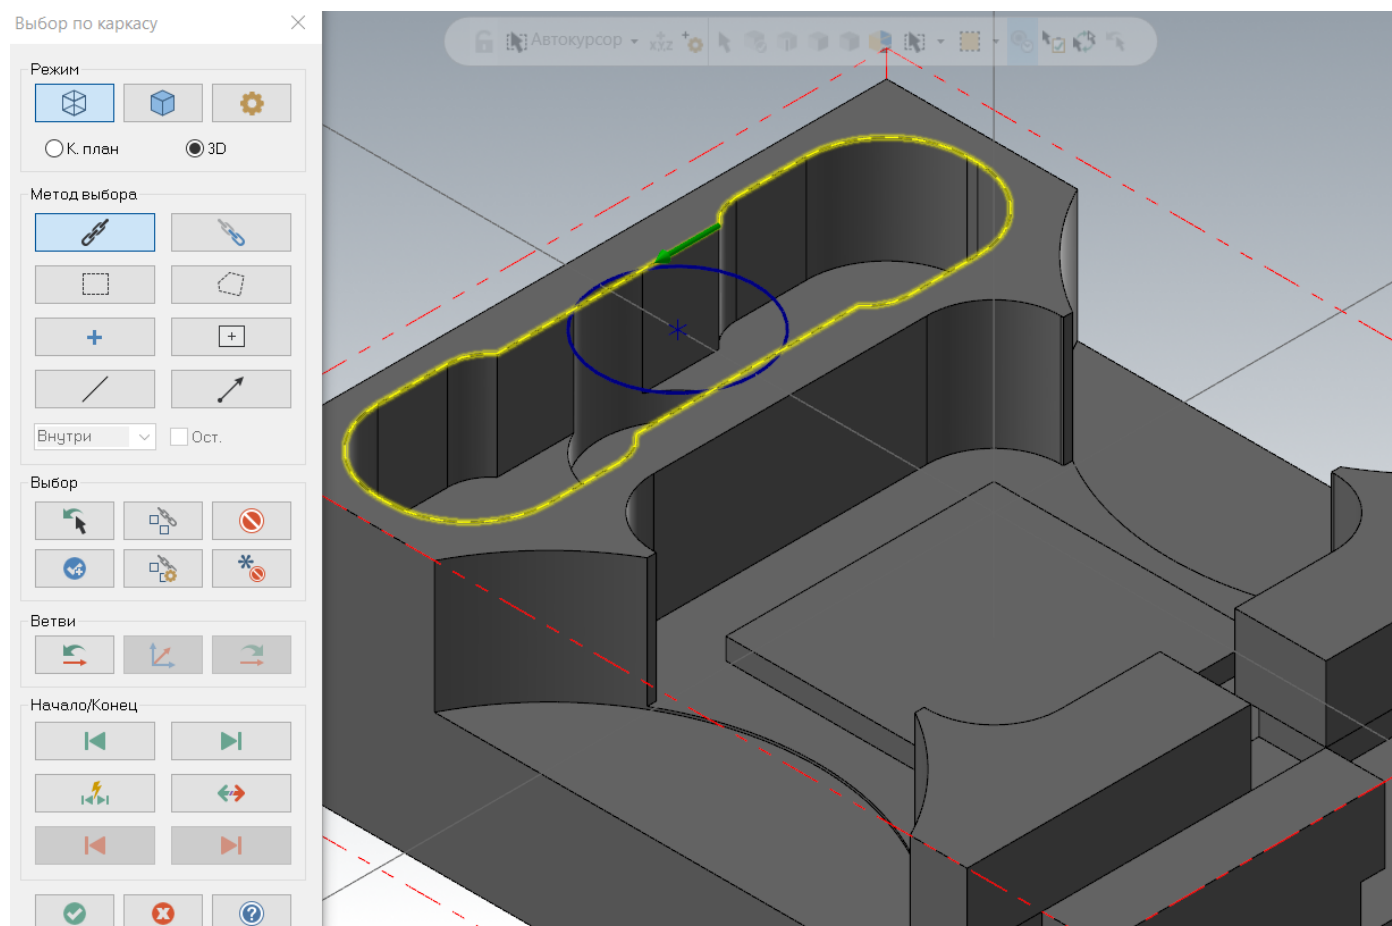 Выбор по каркасу
Автокурсор
Режим
К. план
3D
Метод выбора
Внутри
Ост.
Выбор
Ветви
Начало/Конец